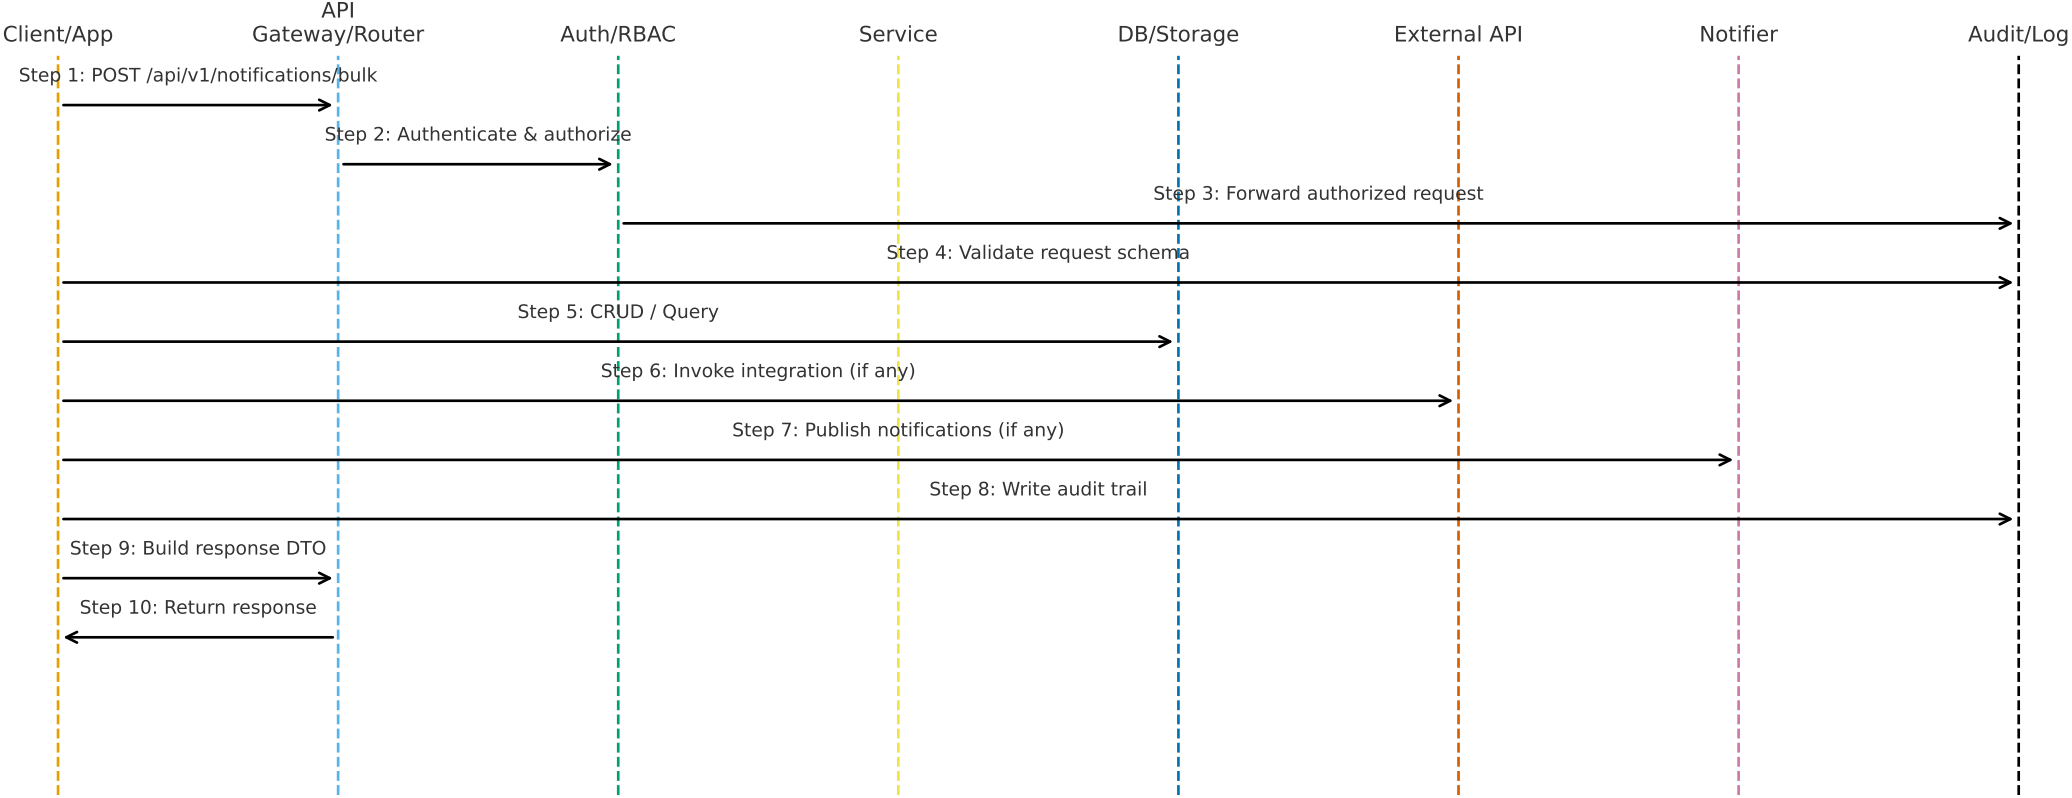 API
Client/App
Gateway/Router
Auth/RBAC
Service
DB/Storage
External API
Notifier
Audit/Log
Step 1: POST /api/v1/notifications/bulk
Step 2: Authenticate & authorize
Step 3: Forward authorized request
Step 4: Validate request schema
Step 5: CRUD / Query
Step 6: Invoke integration (if any)
Step 7: Publish notifications (if any)
Step 8: Write audit trail
Step 9: Build response DTO
Step 10: Return response